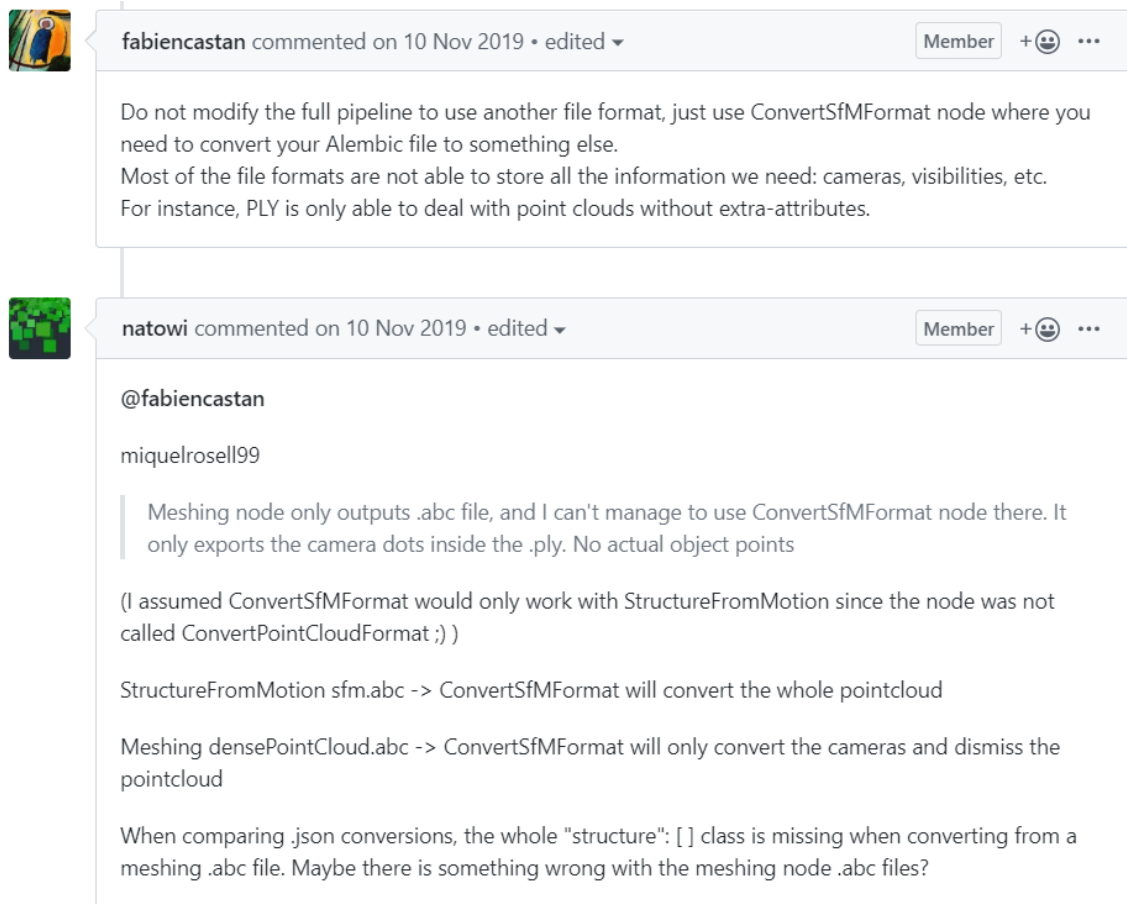 fabiencastan commented on 10 Nov 2019 • edited
Member
Do not modify the full pipeline to use another file format, just use ConvertSfMFormat node where you
need to convert your Alembic file to something else.
Most of the file formats are not able to store all the information we need: cameras, visibilities, etc.
For instance, PLY is only able to deal with point clouds without extra-attributes.
natowi commented on 10 Nov 2019 • edited
Member
@fabiencastan
miquelrosell99
Meshing node only outputs .abc file, and I can't manage to use ConvertSfMFormat node there. It
only exports the camera dots inside the .ply. No actual object points
(I assumed ConvertSfMFormat would only work with StructureFromMotion since the node was not
called ConvertPointCloudFormat ;) )
StructureFromMotion sfm.abc -> ConvertSfMFormat will convert the whole pointcloud
Meshing densePointCloud.abc -> ConvertSfMFormat will only convert the cameras and dismiss the
pointcloud
When comparing .json conversions, the whole "structure": [ ] class is missing when converting from a
meshing .abc file. Maybe there is something wrong with the meshing node .abc files?